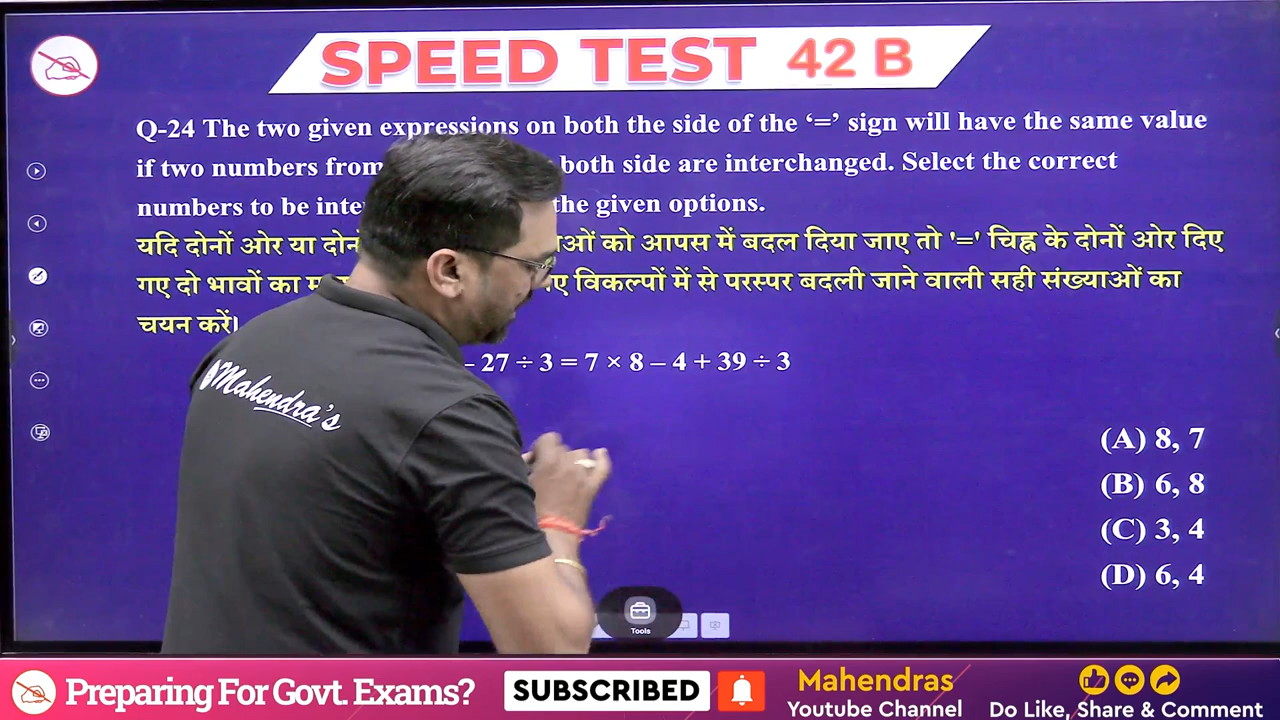 SPEED TEST 42 B
Q-24 The two given expressions on both the side of the ‘=’ sign will have the same value
if two numbers from both side are interchanged. Select the correct
numbers to be the given options.
यदि दोनों ओर या को आपस में बदल दिया जाए तो '=' चिह्न के दोनों ओर दिए
गए दो भावों का विकल्पों में से परस्पर बदली जाने वाली सही संख्याओं का
चयन करें।
– 27 ÷ 3 = 7 × 8 – 4 + 39 ÷ 3
(A) 8, 7
(B) 6, 8
(C) 3, 4
(D) 6, 4
Mahendra's
Tools
Preparing For Govt. Exams?
SUBSCRIBED
Mahendras
YouTube Channel
Do Like, Share & Comment